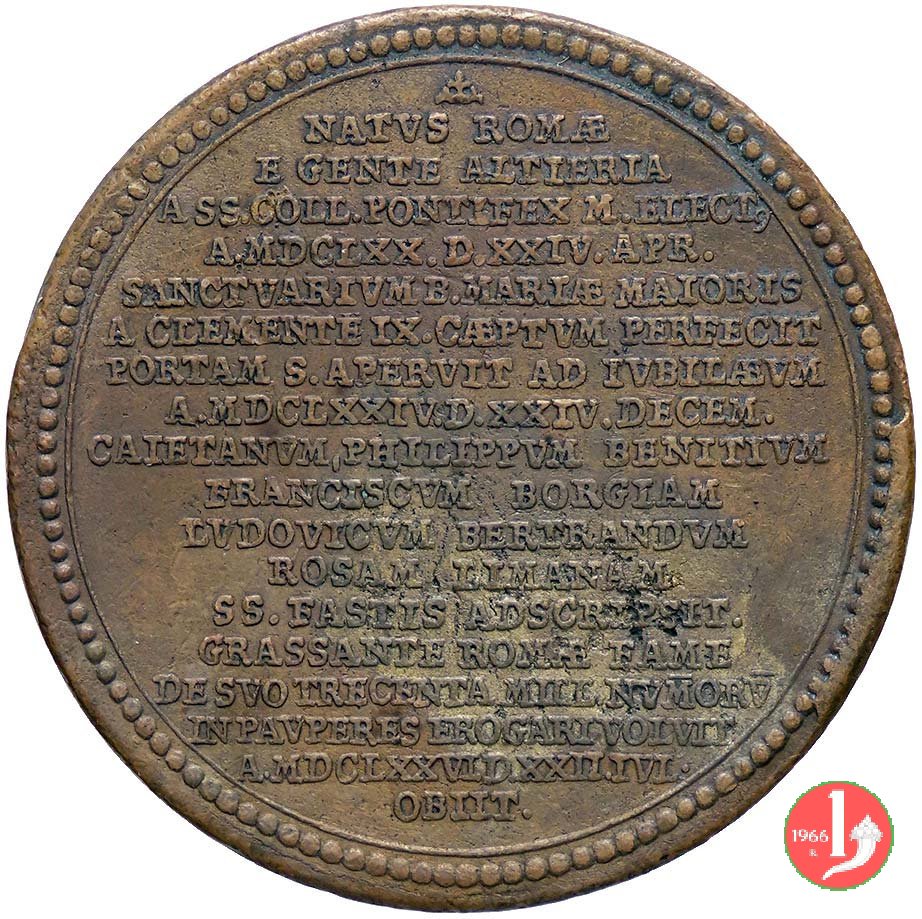 NATVS ROMÆ
E GENTE ALTIERIA
A SS. COLL. PONTIFEX M. ELECT9
A. MDCLXX. D. XXIV. APR.
SANCTVARIVM B. MARIÆ MAIORIS
A CLEMENTE IX. CÆPTVM PERFECIT
PORTAM S. APERVIT AD IVBILÆVM
A. MDCLXXIV. D. XXIV. DECEM.
CAIETANVM, PHILIPPVM BENITIVM
FRANCISCVM BORGIAM
LUDOVICVM BERTRANDVM
ROSAM LIMANAM
SS. FASTIS ADSCRIPSIT.
GRASSANTE ROMÆ FAME
DE SVO TRECENTA MILL. NVMORV̄
IN PAVPERES EROGARI VOLVIT
A. MDCLXXVI. D. XXII. IVL.
OBIIT.
1966
R.